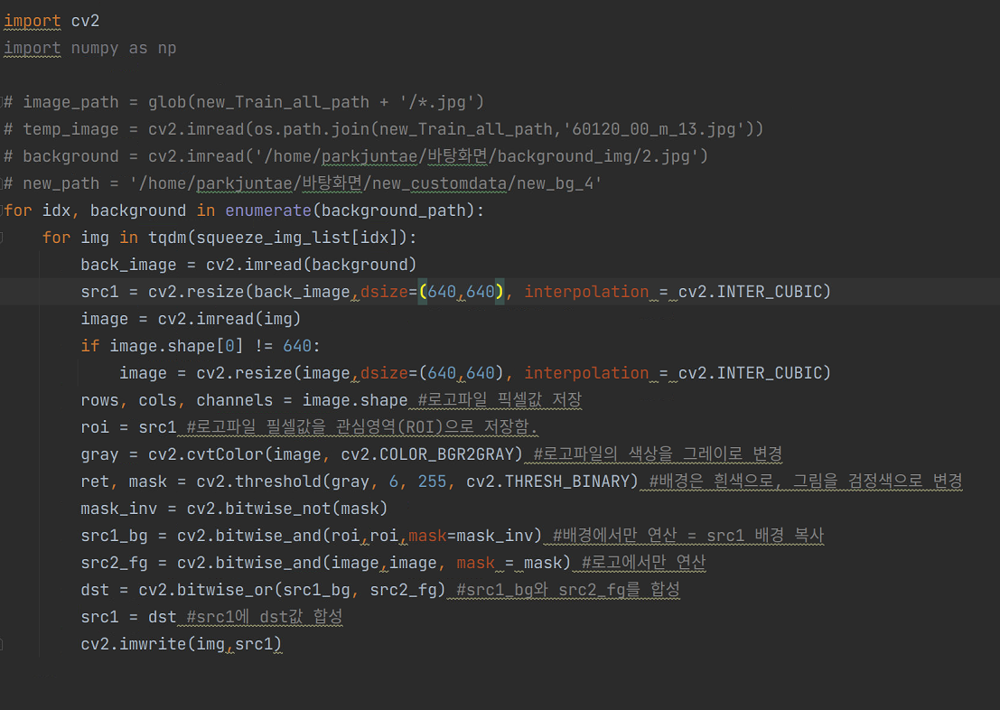 import cv2
import numpy as np
# image_path = glob(new_Train_all_path + '/*.jpg')
# temp_image = cv2.imread(os.path.join(new_Train_all_path,'60120_00_m_13.jpg'))
# background = cv2.imread('/home/parkjuntae/바탕화면/background_img/2.jpg')
# new_path = '/home/parkjuntae/바탕화면/new_customdata/new_bg_4'
for idx, background in enumerate(background_path):
    for img in tqdm(squeeze_img_list[idx]):
        back_image = cv2.imread(background)
        src1 = cv2.resize(back_image,dsize=(640,640), interpolation = cv2.INTER_CUBIC)
        image = cv2.imread(img)
        if image.shape[0] != 640:
            image = cv2.resize(image,dsize=(640,640), interpolation = cv2.INTER_CUBIC)
        rows, cols, channels = image.shape #로고파일 픽셀값 저장
        roi = src1 #로고파일 필셀값을 관심영역(ROI)으로 저장함.
        gray = cv2.cvtColor(image, cv2.COLOR_BGR2GRAY) #로고파일의 색상을 그레이로 변경
        ret, mask = cv2.threshold(gray, 6, 255, cv2.THRESH_BINARY) #배경은 흰색으로, 그림을 검정색으로 변경
        mask_inv = cv2.bitwise_not(mask)
        src1_bg = cv2.bitwise_and(roi,roi,mask=mask_inv) #배경에서만 연산 = src1 배경 복사
        src2_fg = cv2.bitwise_and(image,image, mask = mask) #로고에서만 연산
        dst = cv2.bitwise_or(src1_bg, src2_fg) #src1_bg와 src2_fg를 합성
        src1 = dst #src1에 dst값 합성
        cv2.imwrite(img,src1)